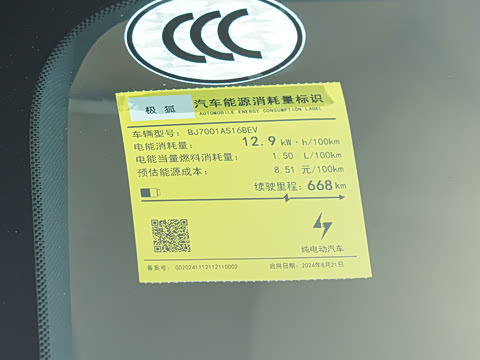 CCC
极狐
汽车能源消耗量标识
AUTOMOBILE ENERGY CONSUMPTION LABEL
车辆型号: BJ7001A516BEV
电能消耗量: 12.9 kW·h/100km
电能当量燃料消耗量: 1.50 L/100km
预估能源成本: 8.51 元/100km
续驶里程: 668 km
纯电动汽车
备案号: GD20241112112110002 启用日期: 2024年8月21日